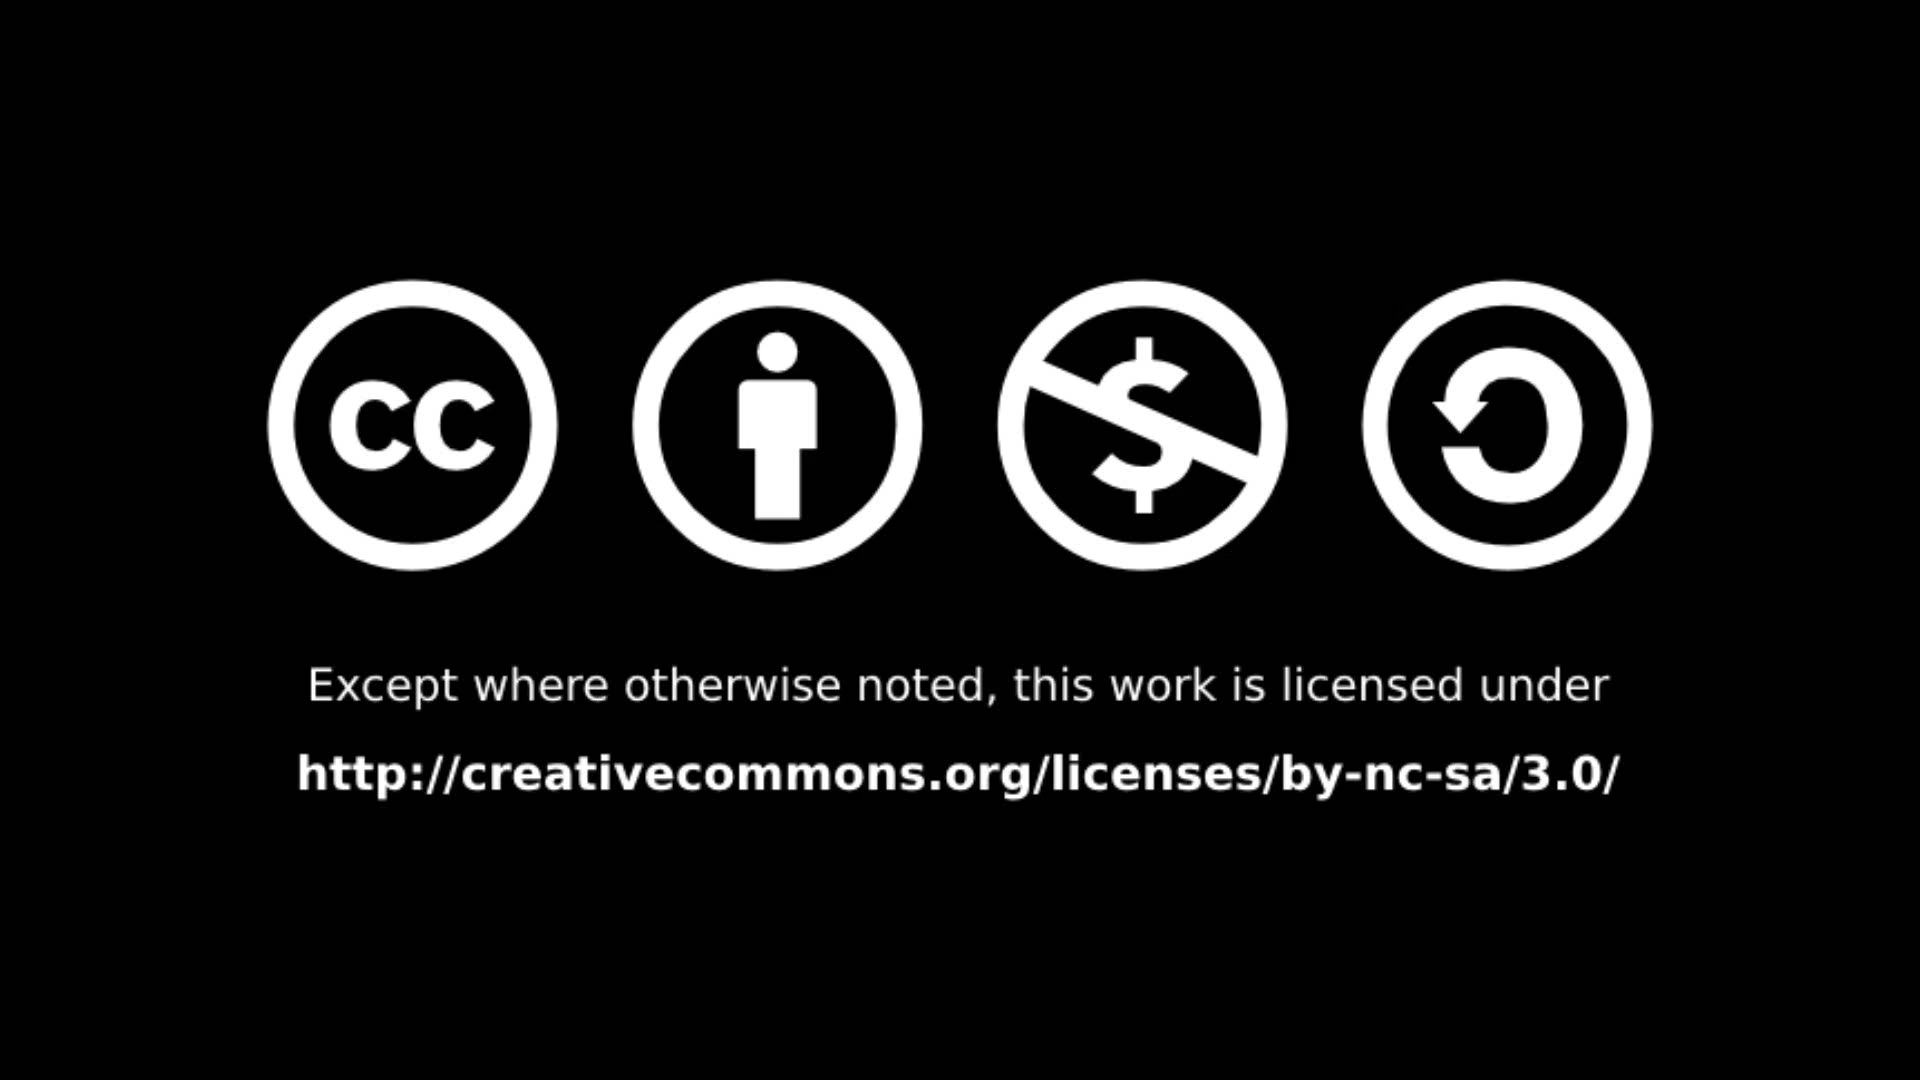 cc
$
Except where otherwise noted, this work is licensed under
http://creativecommons.org/licenses/by-nc-sa/3.0/